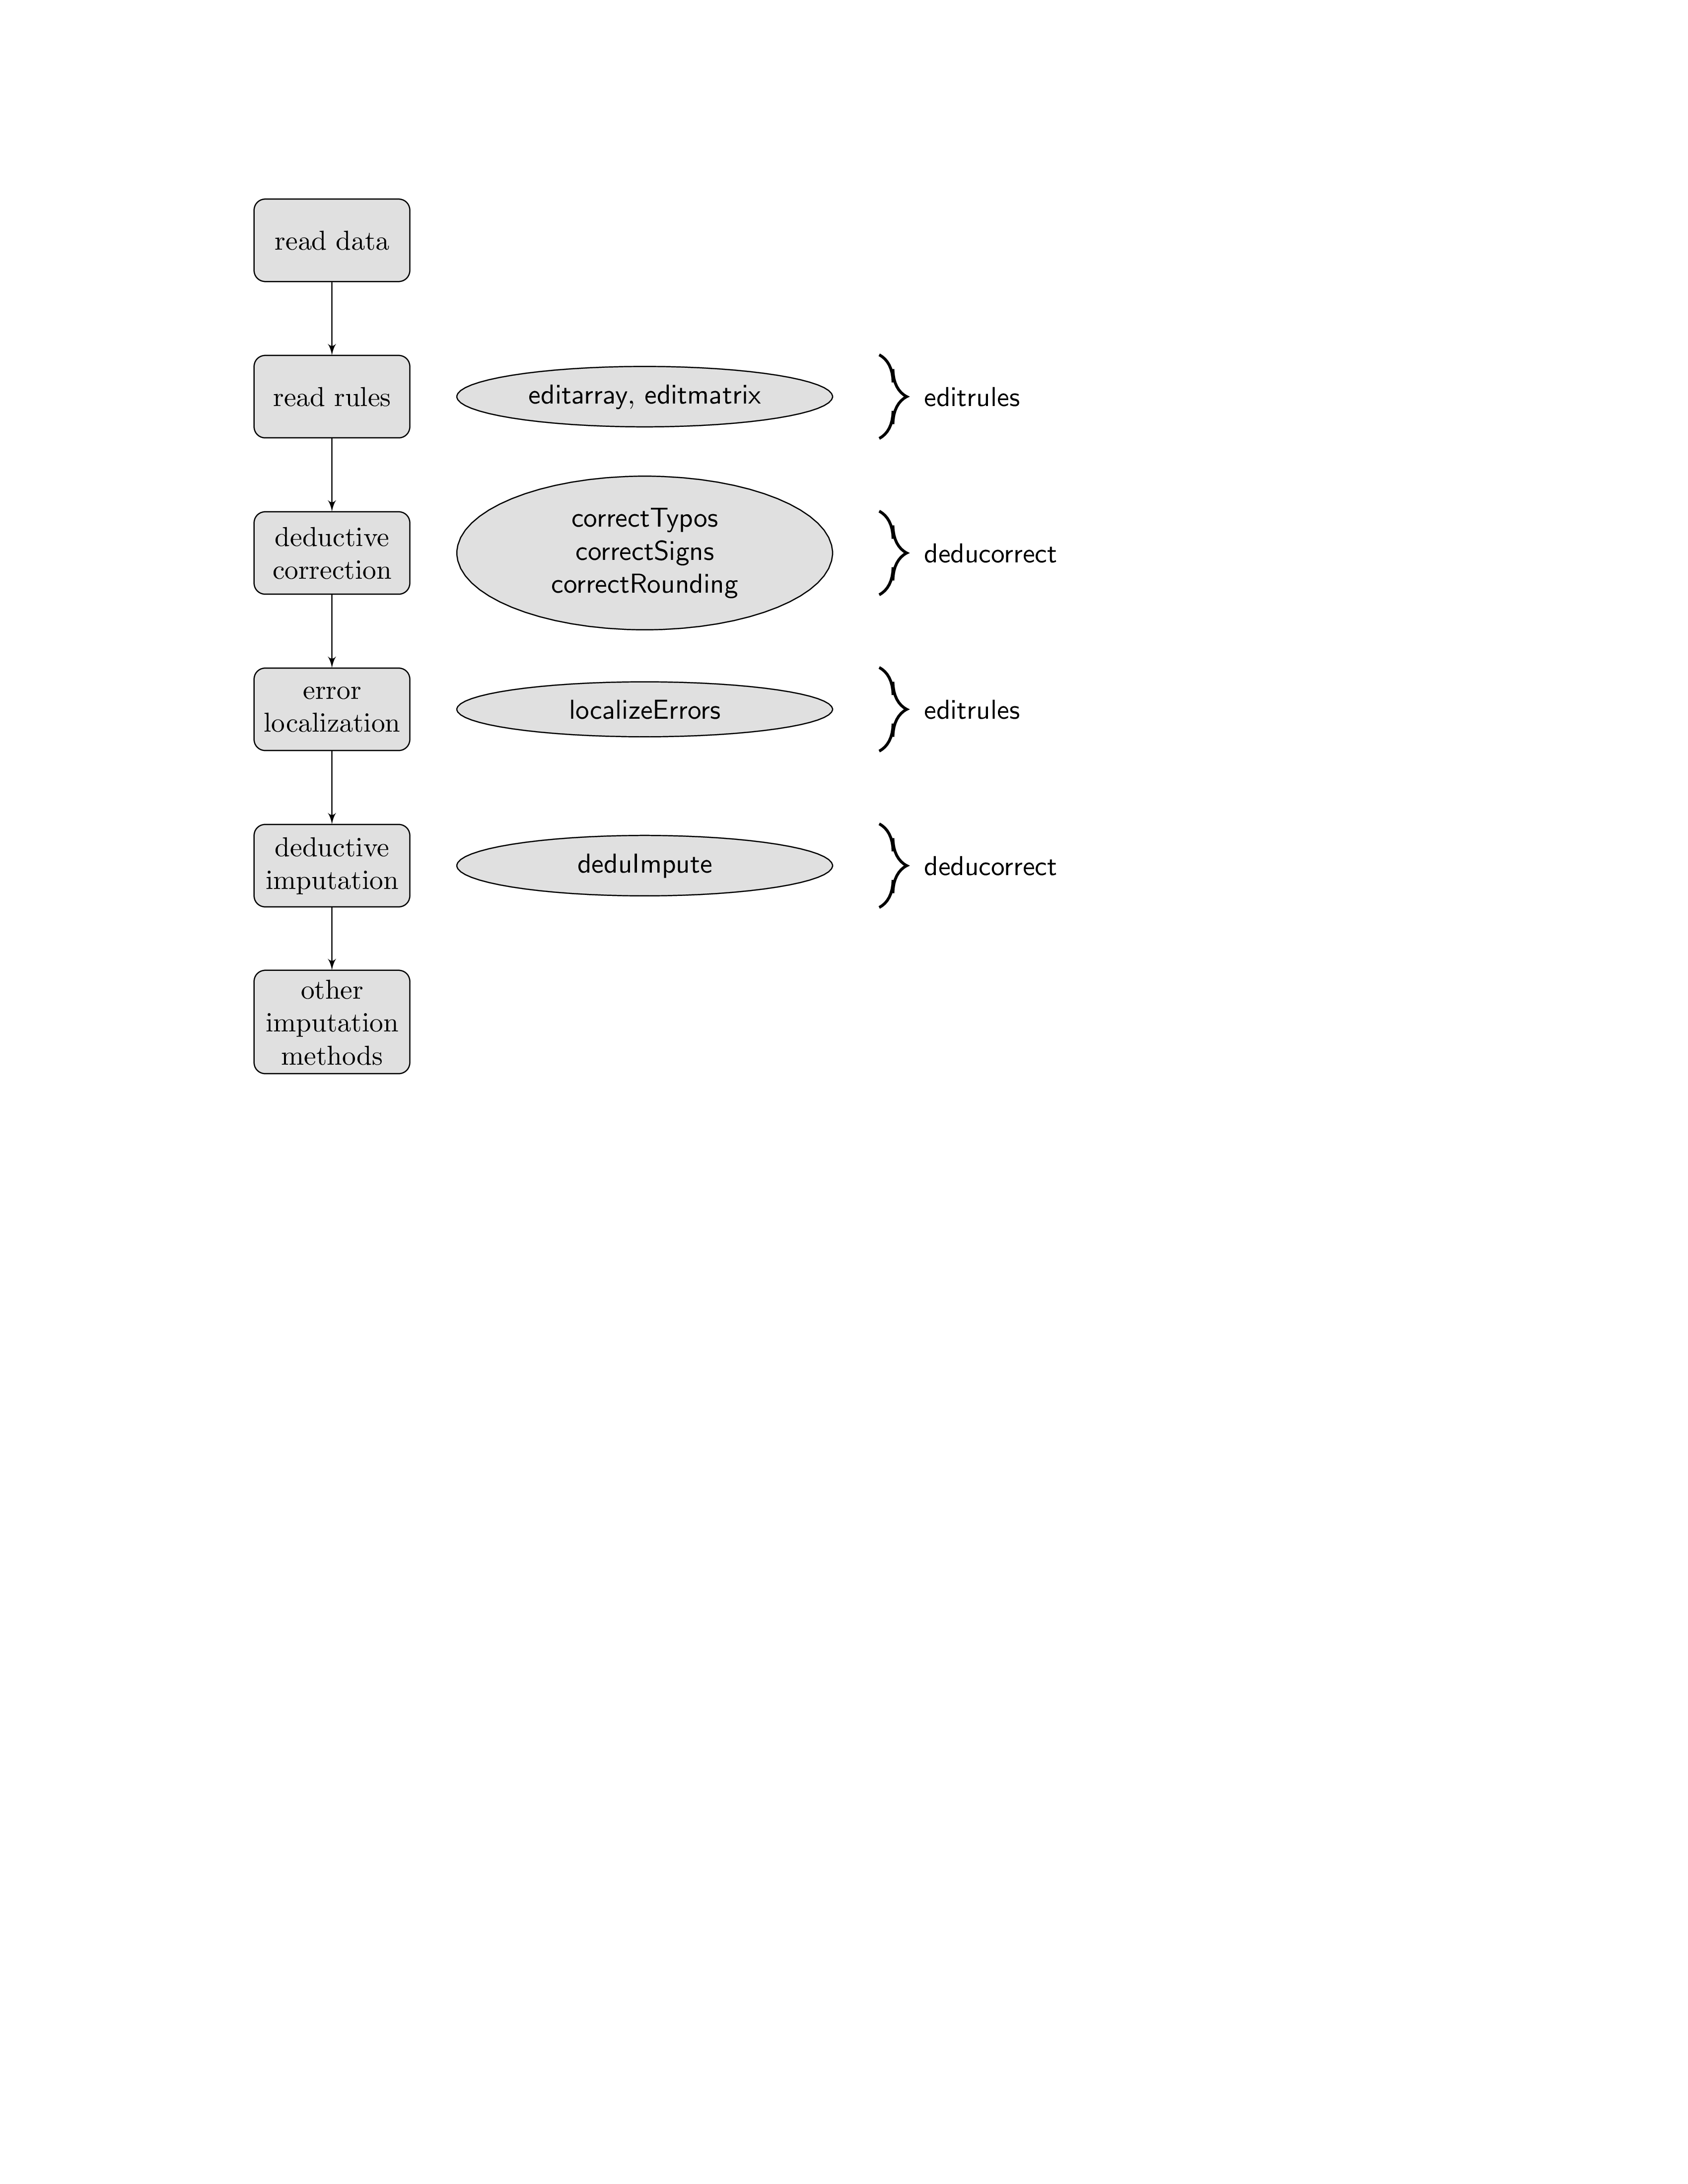 read data
read rules
editarray, editmatrix
editrules
deductive
correction
correctTypos
correctSigns
correctRounding
deducorrect
error
localization
localizeErrors
editrules
deductive
imputation
deduImpute
deducorrect
other
imputation
methods